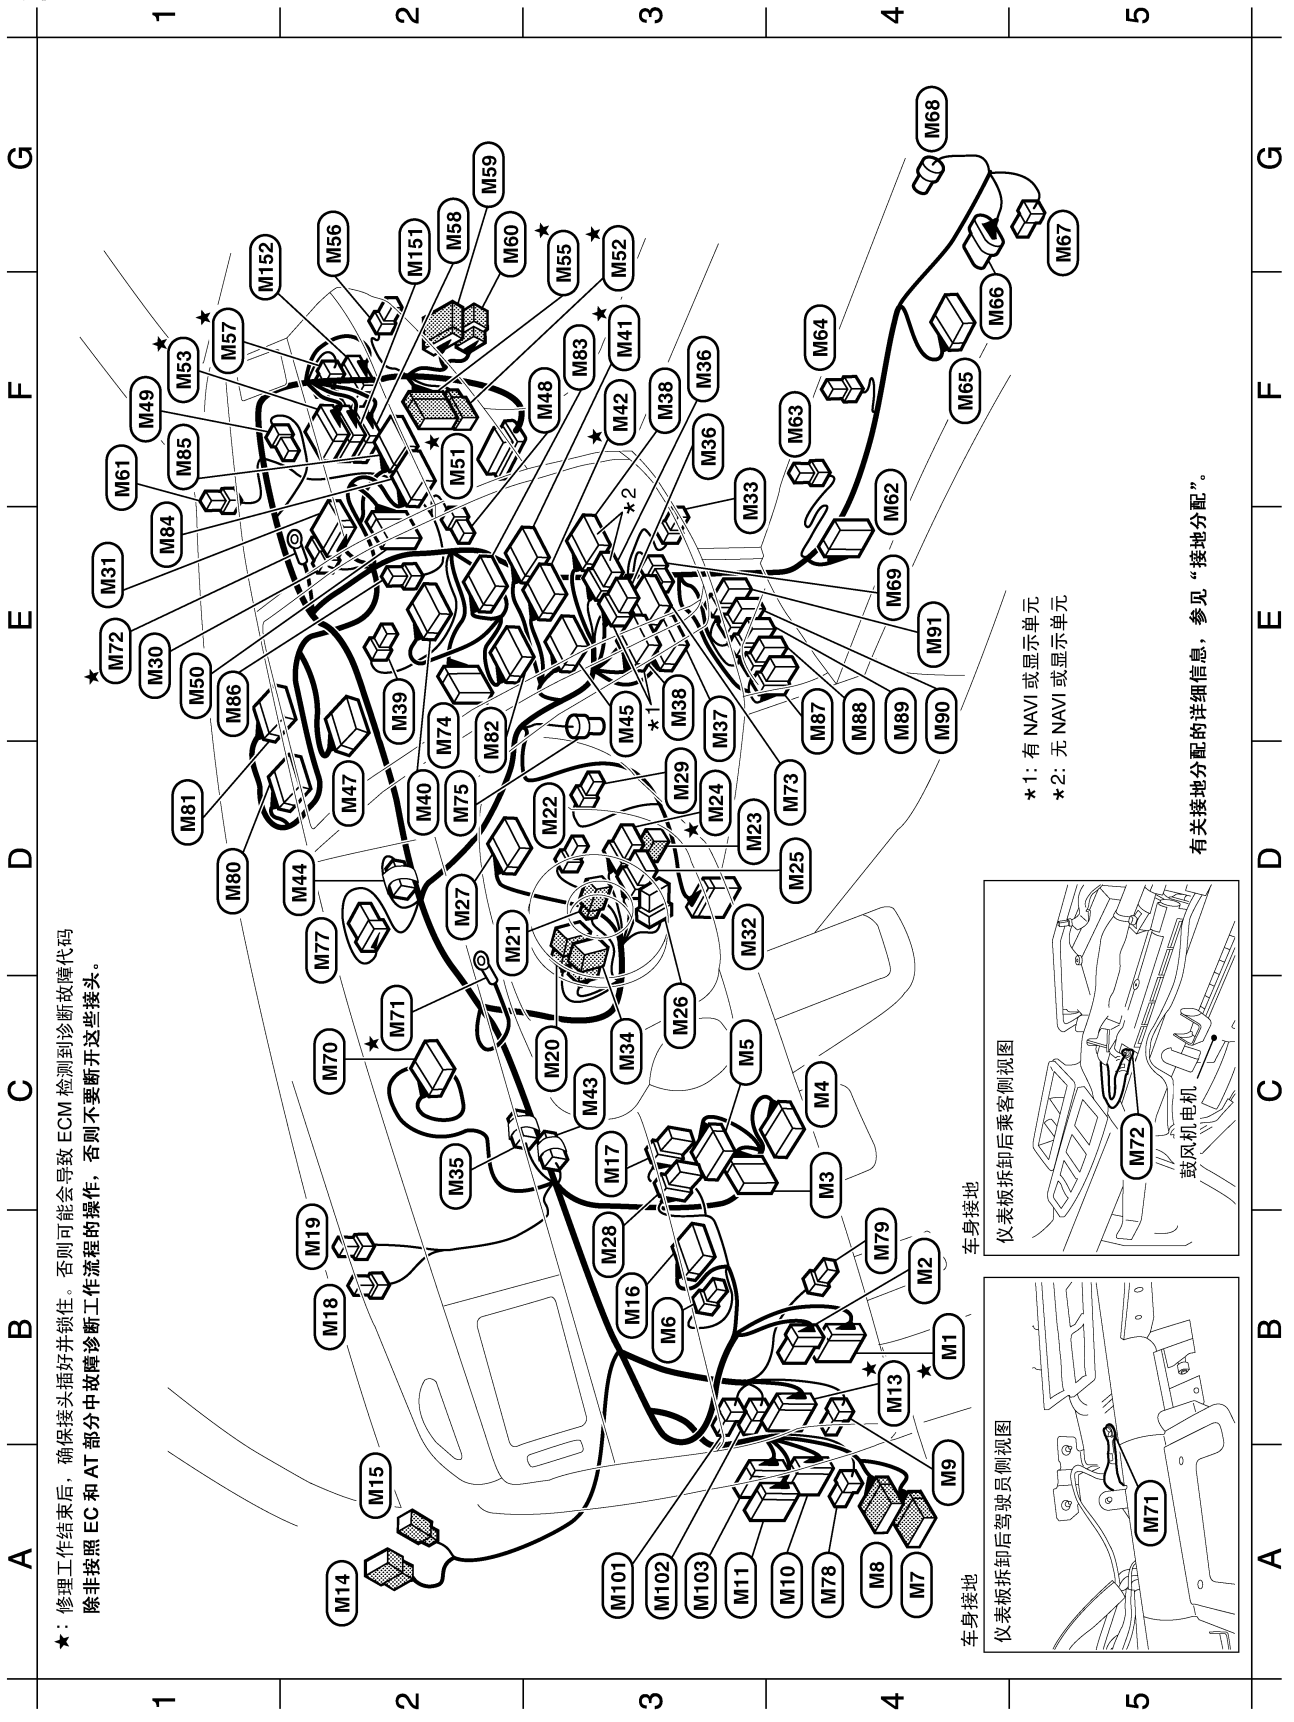 ★：修理工作结束后，确保接头插好并锁住。否则可能会导致 ECM 检测到诊断故障代码
除非按照 EC 和 AT 部分中故障诊断工作流程的操作，否则不要断开这些接头。
A B C D E F G
1
2
3
4
5
M14
M15
M18
M19
M35
M70
★ M71
M77
M44
M80
M81
M47
M86
M50
M30
★ M72
M31
M84
M61
M85
M49
★ M53
★ M57
M152
M56
M151
M58
M59
M60
★ M55
★ M52
★ M51
M48
M83
★ M41
★ M42
M38
M36
M36
M33
M63
M64
M68
M67
M66
M65
M62
M69
M91
M90
M89
M88
M87
M73
M37
*1
M38
*2
M45
M82
M74
M39
M40
M75
M22
M29
★ M24
M23
M25
M27
M21
M32
M26
M34
M20
M43
M5
M4
M3
M17
M28
M16
M6
M79
M2
★ M1
★ M13
M9
M101
M102
M103
M11
M10
M78
M8
M7
*1：有 NAVI 或显示单元
*2：无 NAVI 或显示单元
有关接地分配的详细信息，参见“接地分配”。
车身接地
仪表板拆卸后驾驶员侧视图
M71
车身接地
仪表板拆卸后乘客侧视图
M72
鼓风机电机
1
2
3
4
5
A B C D E F G